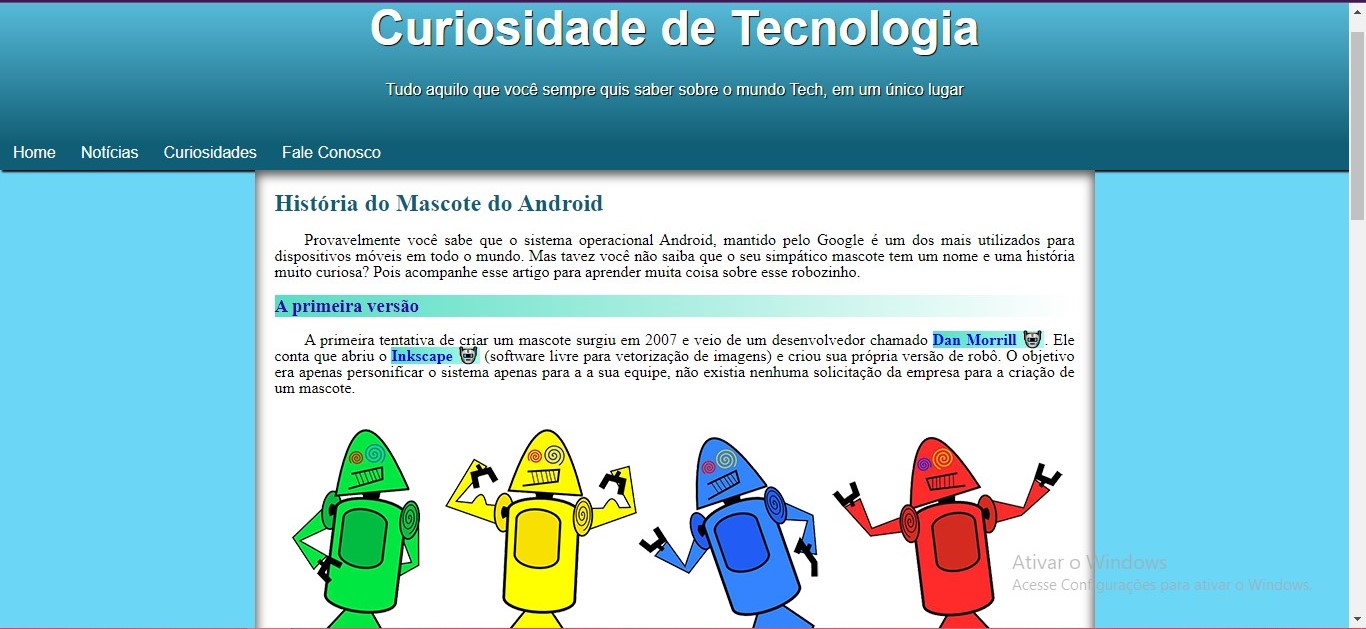 Curiosidade de Tecnologia
Tudo aquilo que você sempre quis saber sobre o mundo Tech, em um único lugar
Home Notícias Curiosidades Fale Conosco
História do Mascote do Android
Provavelmente você sabe que o sistema operacional Android, mantido pelo Google é um dos mais utilizados para
dispositivos móveis em todo o mundo. Mas tavez você não saiba que o seu simpático mascote tem um nome e uma história
muito curiosa? Pois acompanhe esse artigo para aprender muita coisa sobre esse robozinho.
A primeira versão
A primeira tentativa de criar um mascote surgiu em 2007 e veio de um desenvolvedor chamado Dan Morrill . Ele
conta que abriu o Inkscape (software livre para vetorização de imagens) e criou sua própria versão de robô. O objetivo
era apenas personificar o sistema apenas para a a sua equipe, não existia nenhuma solicitação da empresa para a criação de
um mascote.
Ativar o Windows
Acesse Configurações para ativar o Windows.